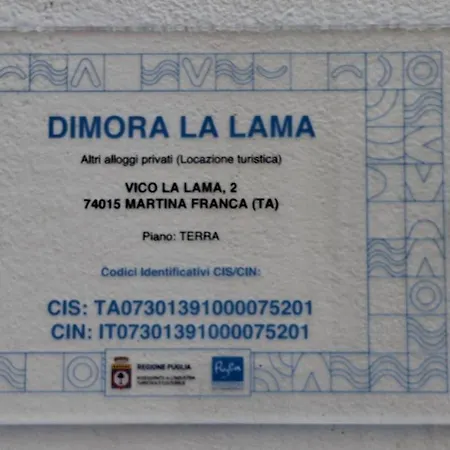 DIMORA LA LAMA
Altri alloggi privati (Locazione turistica)
VICO LA LAMA, 2
74015 MARTINA FRANCA (TA)
Piano: TERRA
Codici Identificativi CIS/CIN:
CIS: TA07301391000075201
CIN: IT07301391000075201
REGIONE PUGLIA
Puglia